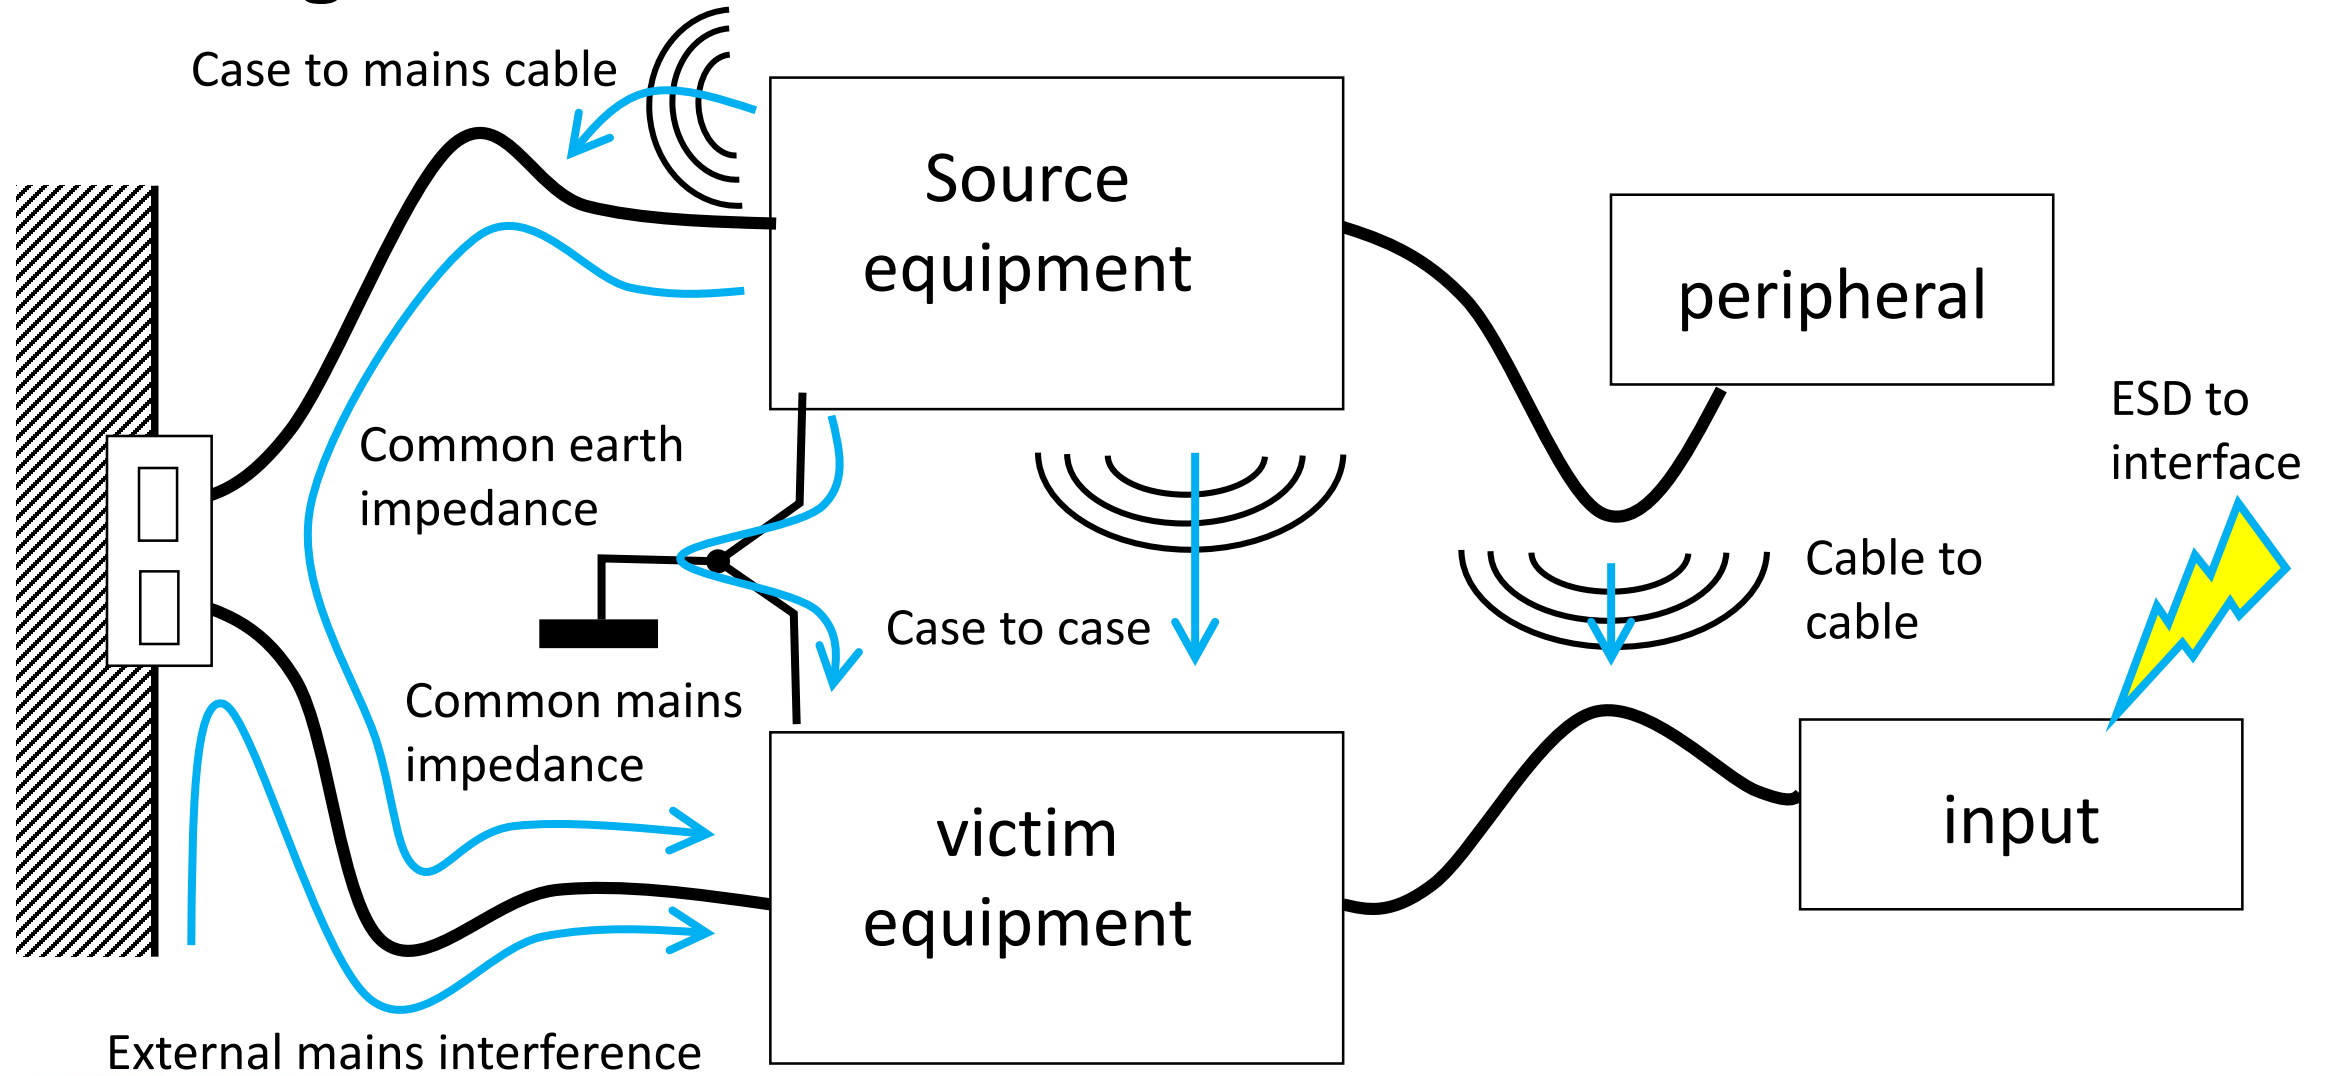 Case to mains cable
Source
equipment
peripheral
ESD to
interface
Common earth
impedance
Cable to
cable
Case to case
Common mains
impedance
victim
equipment
input
External mains interference